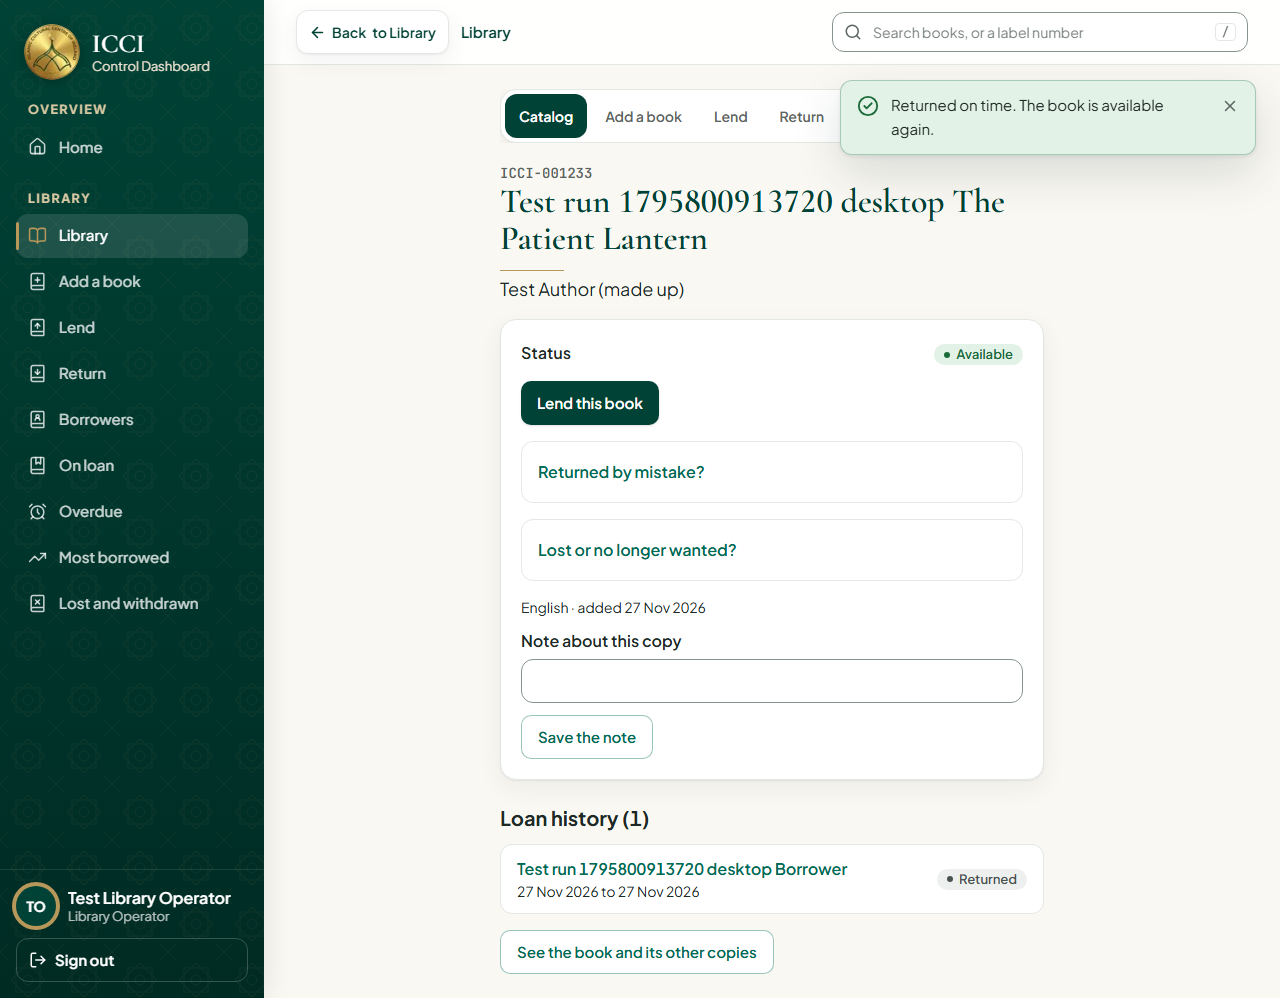 ICCI
Control Dashboard
OVERVIEW
Home
LIBRARY
Library
Add a book
Lend
Return
Borrowers
On loan
Overdue
Most borrowed
Lost and withdrawn
TO
Test Library Operator
Library Operator
Sign out
Back to Library
Library
Search books, or a label number
/
Returned on time. The book is available
again.
Catalog
Add a book
Lend
Return
ICCI-001233
Test run 1795800913720 desktop The
Patient Lantern
Test Author (made up)
Status
Available
Lend this book
Returned by mistake?
Lost or no longer wanted?
English · added 27 Nov 2026
Note about this copy
Save the note
Loan history (1)
Test run 1795800913720 desktop Borrower
27 Nov 2026 to 27 Nov 2026
Returned
See the book and its other copies